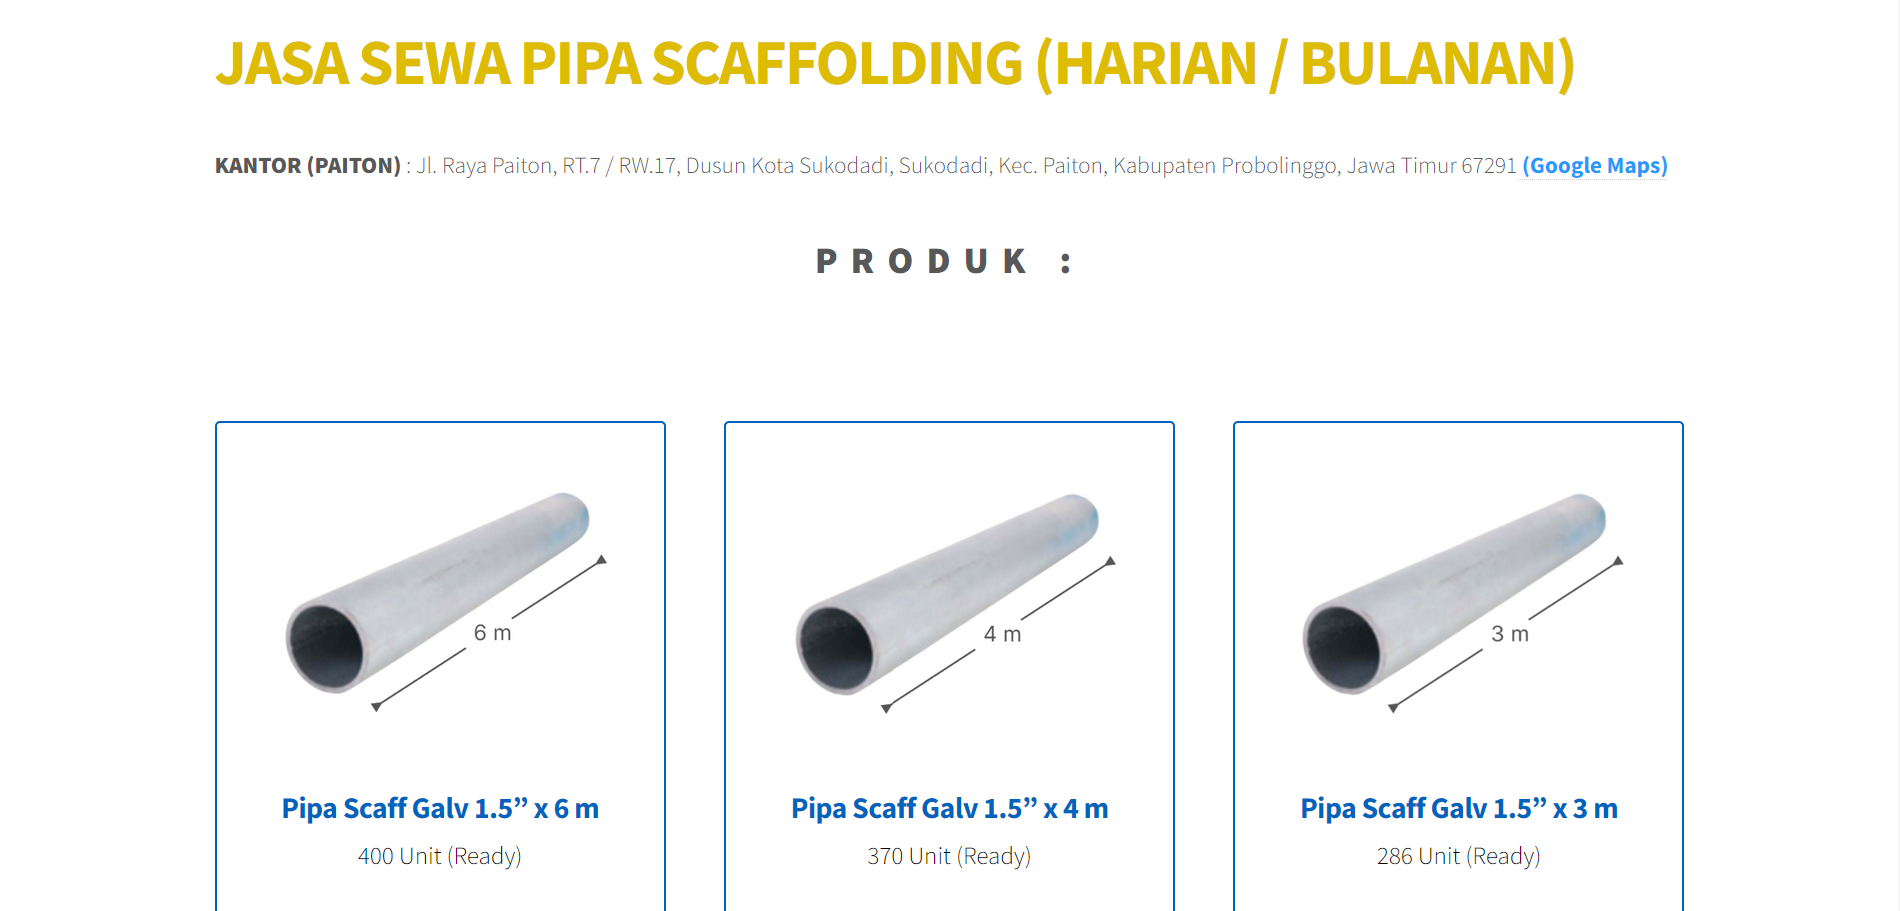 JASA SEWA PIPA SCAFFOLDING (HARIAN / BULANAN)
KANTOR (PAITON) : Jl. Raya Paiton, RT.7 / RW.17, Dusun Kota Sukodadi, Sukodadi, Kec. Paiton, Kabupaten Probolinggo, Jawa Timur 67291 (Google Maps)
PRODUK :
6 m
4 m
3 m
Pipa Scaff Galv 1.5” x 6 m
Pipa Scaff Galv 1.5” x 4 m
Pipa Scaff Galv 1.5” x 3 m
400 Unit (Ready)
370 Unit (Ready)
286 Unit (Ready)